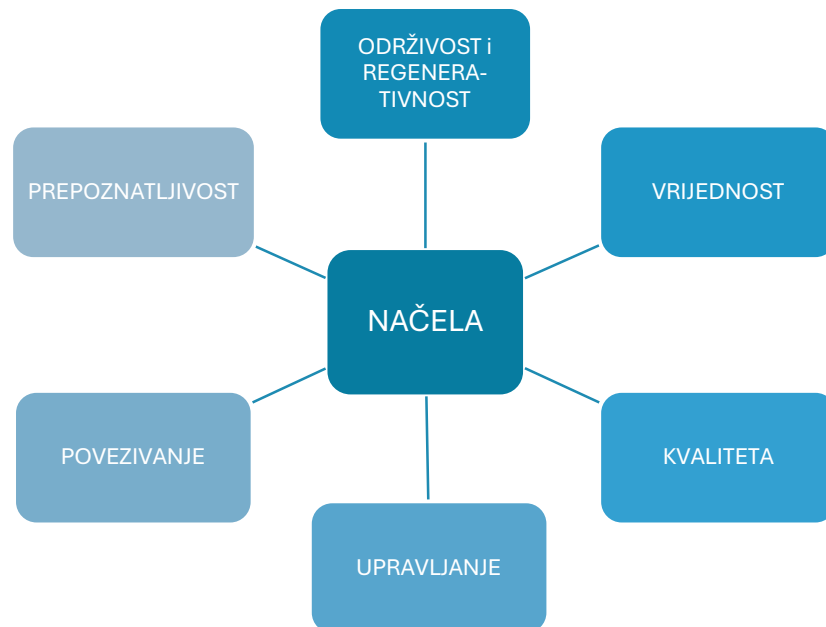 ODRŽIVOST i
REGENERA-
TIVNOST
PREPOZNATLJIVOST
VRIJEDNOST
NAČELA
POVEZIVANJE
KVALITETA
UPRAVLJANJE